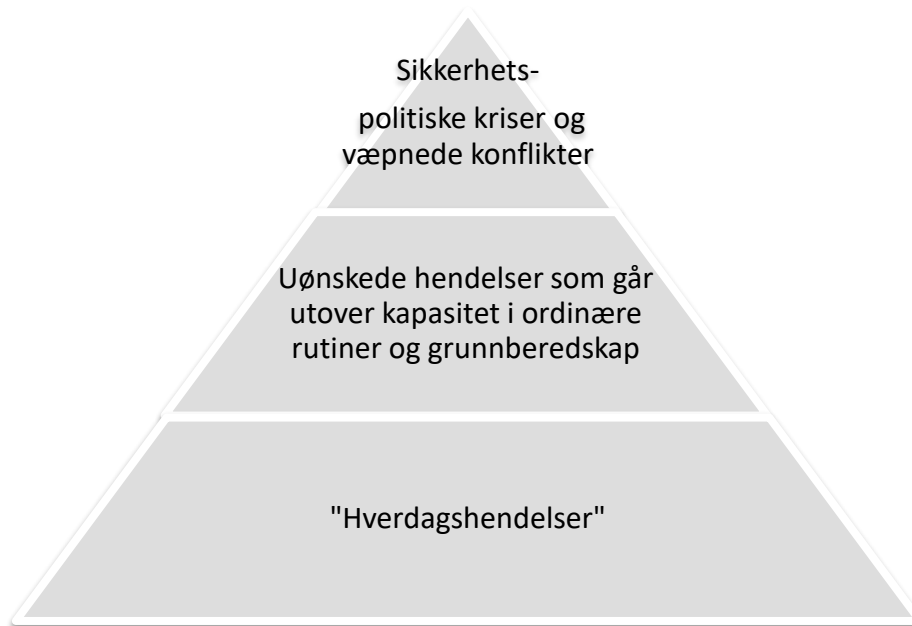 Sikkerhets-
politiske kriser og
væpnede konflikter
Uønskede hendelser som går
utover kapasitet i ordinære
rutiner og grunnberedskap
"Hverdagshendelser"